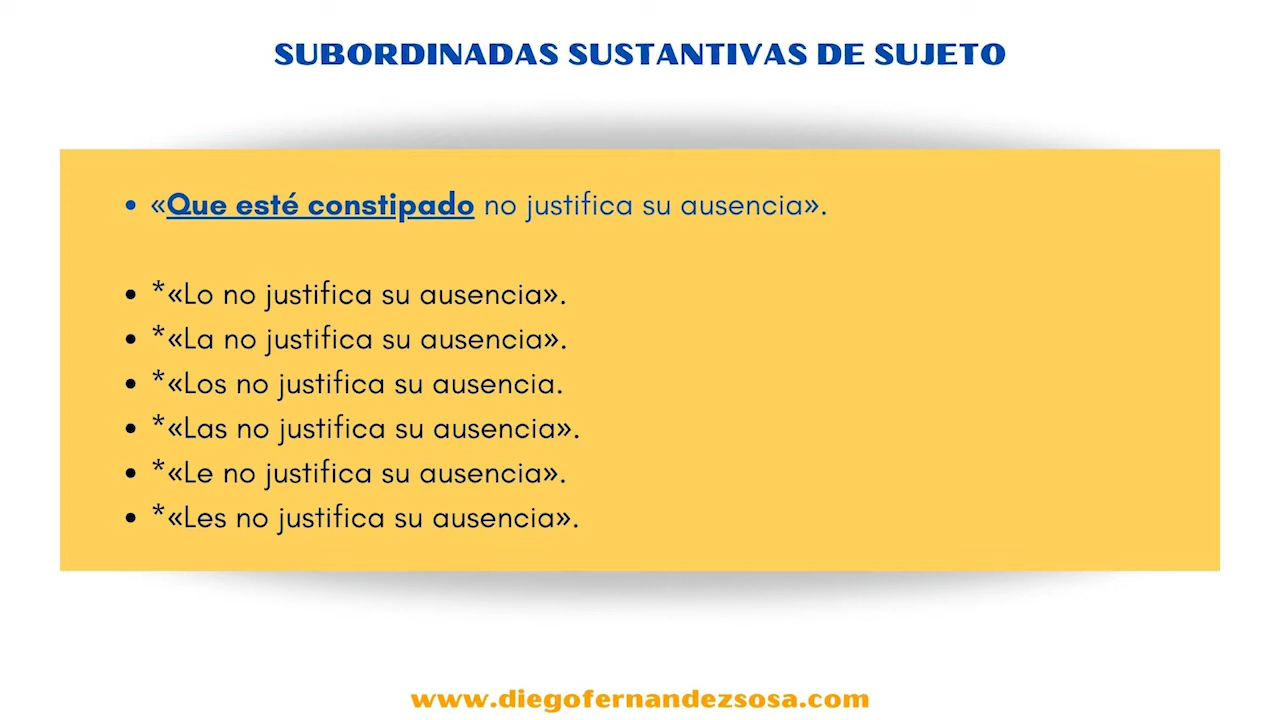 SUBORDINADAS SUSTANTIVAS DE SUJETO
• «Que esté constipado no justifica su ausencia».
• *«Lo no justifica su ausencia».
• *«La no justifica su ausencia».
• *«Los no justifica su ausencia.
• *«Las no justifica su ausencia».
• *«Le no justifica su ausencia».
• *«Les no justifica su ausencia».
www.diegofernandezsosa.com